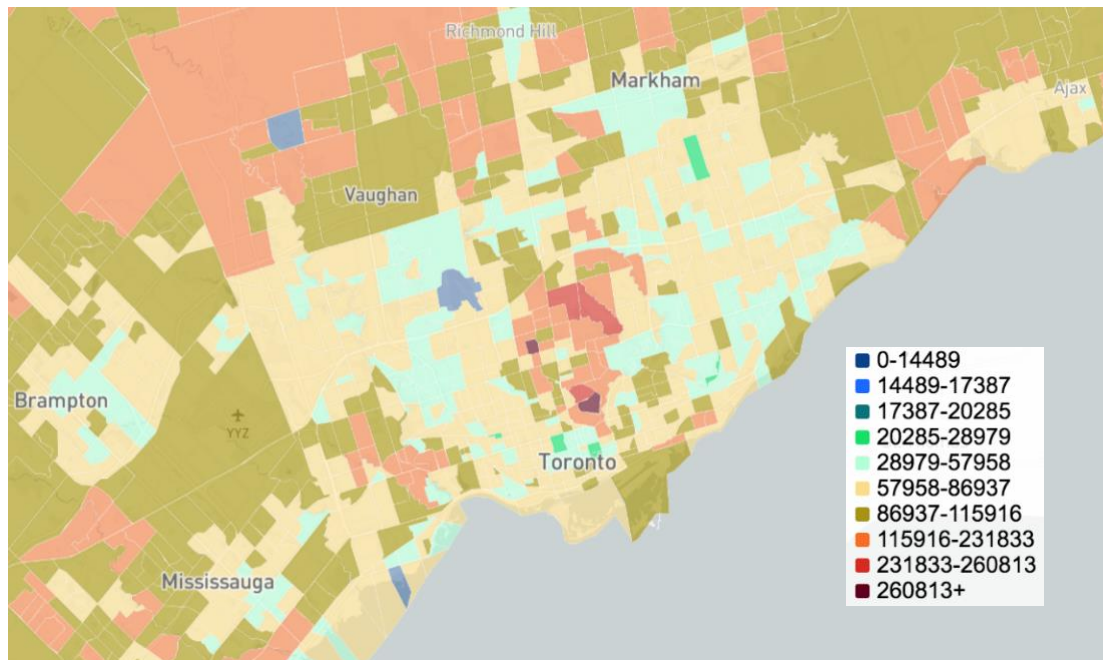 Richmond Hill
Markham
Ajax
Vaughan
Brampton
YYZ
Toronto
Mississauga
0-14489
14489-17387
17387-20285
20285-28979
28979-57958
57958-86937
86937-115916
115916-231833
231833-260813
260813+